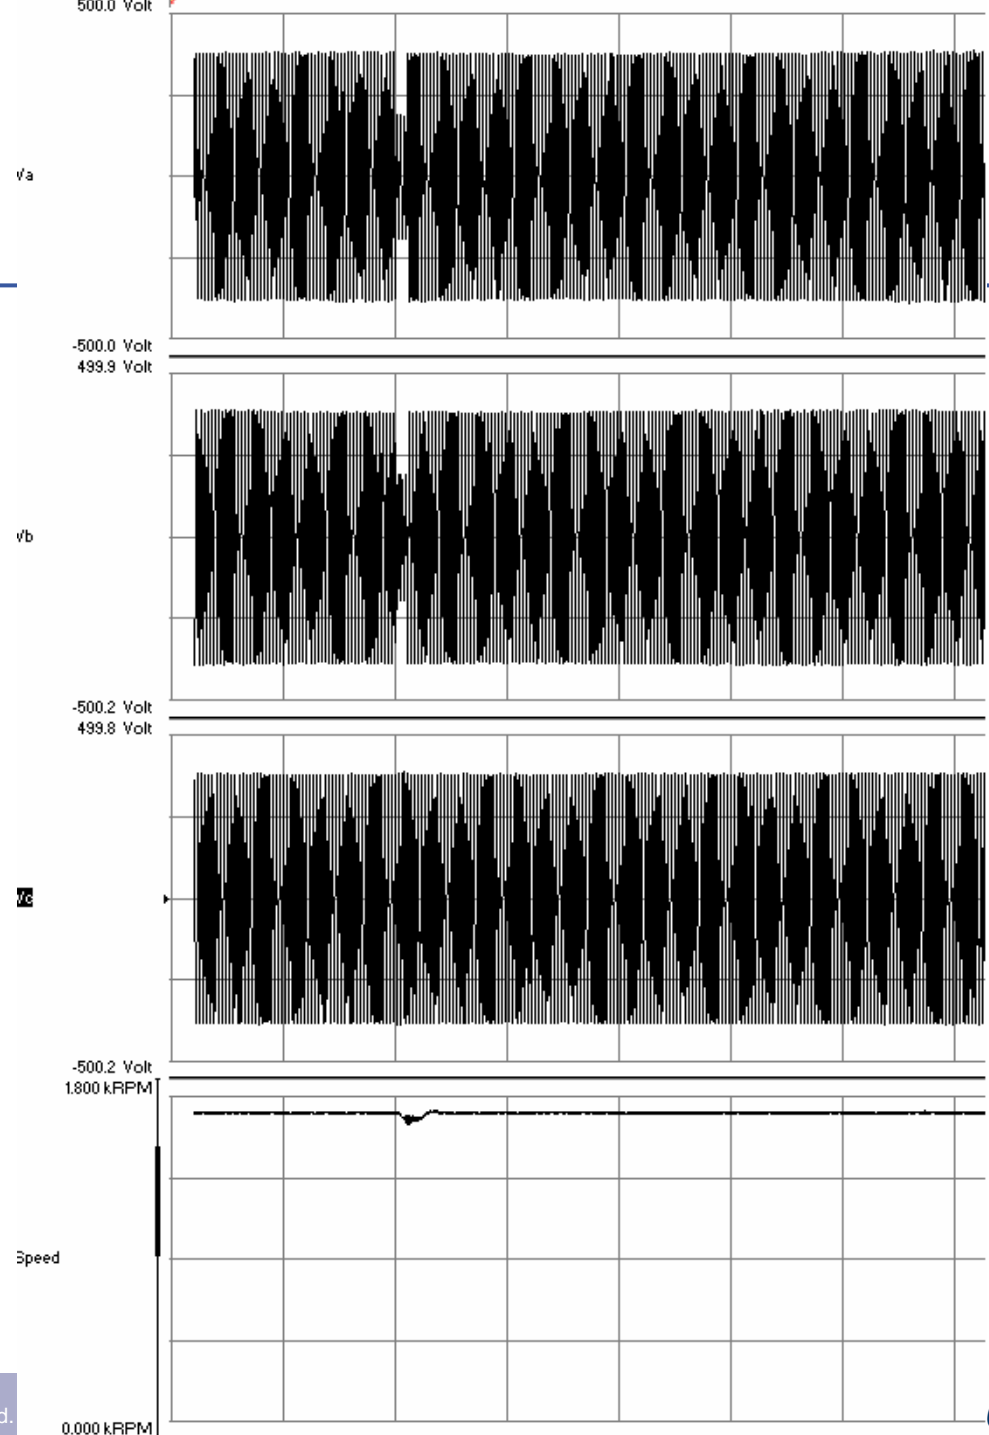 500.0 Volt
Va
-500.0 Volt
499.9 Volt
Vb
-500.2 Volt
499.8 Volt
Vc
-500.2 Volt
1.800 kRPM
Speed
d.
0.000 kRPM